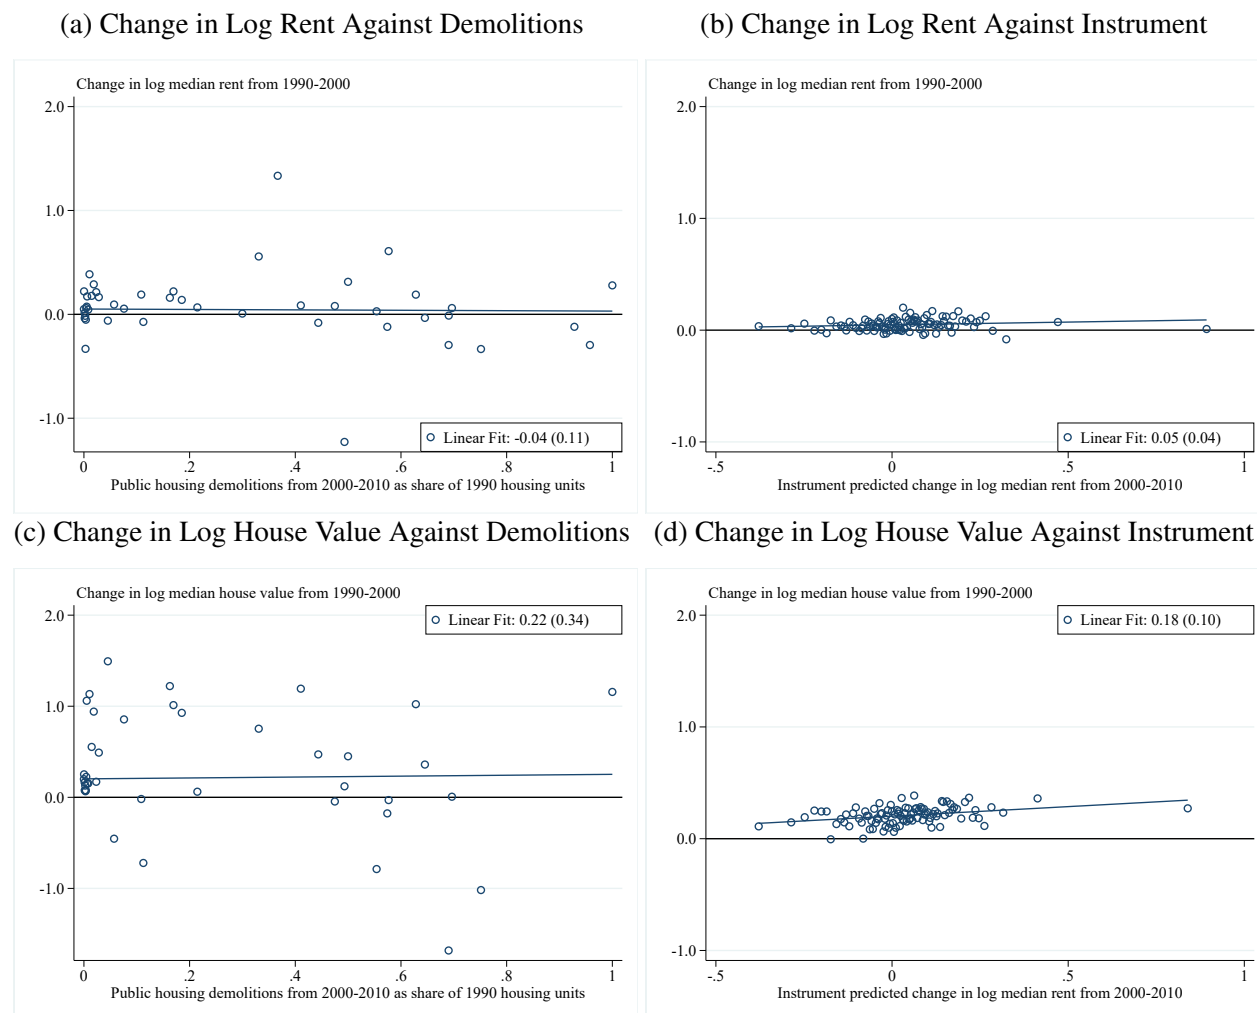 (a) Change in Log Rent Against Demolitions
Change in log median rent from 1990-2000
2.0
1.0
0.0
-1.0
Linear Fit: -0.04 (0.11)
0 .2 .4 .6 .8 1
Public housing demolitions from 2000-2010 as share of 1990 housing units
(b) Change in Log Rent Against Instrument
Change in log median rent from 1990-2000
2.0
1.0
0.0
-1.0
Linear Fit: 0.05 (0.04)
-.5 0 .5 1
Instrument predicted change in log median rent from 2000-2010
(c) Change in Log House Value Against Demolitions
Change in log median house value from 1990-2000
Linear Fit: 0.22 (0.34)
2.0
1.0
0.0
-1.0
0 .2 .4 .6 .8 1
Public housing demolitions from 2000-2010 as share of 1990 housing units
(d) Change in Log House Value Against Instrument
Change in log median house value from 1990-2000
Linear Fit: 0.18 (0.10)
2.0
1.0
0.0
-1.0
-.5 0 .5 1
Instrument predicted change in log median rent from 2000-2010